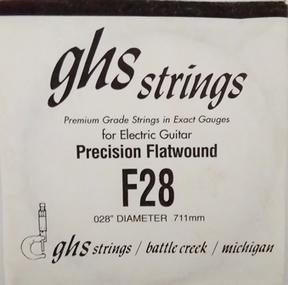 ghs strings
Premium Grade Strings in Exact Gauges
for Electric Guitar
Precision Flatwound
F28
.028" DIAMETER 711mm
ghs strings / battle creek / michigan